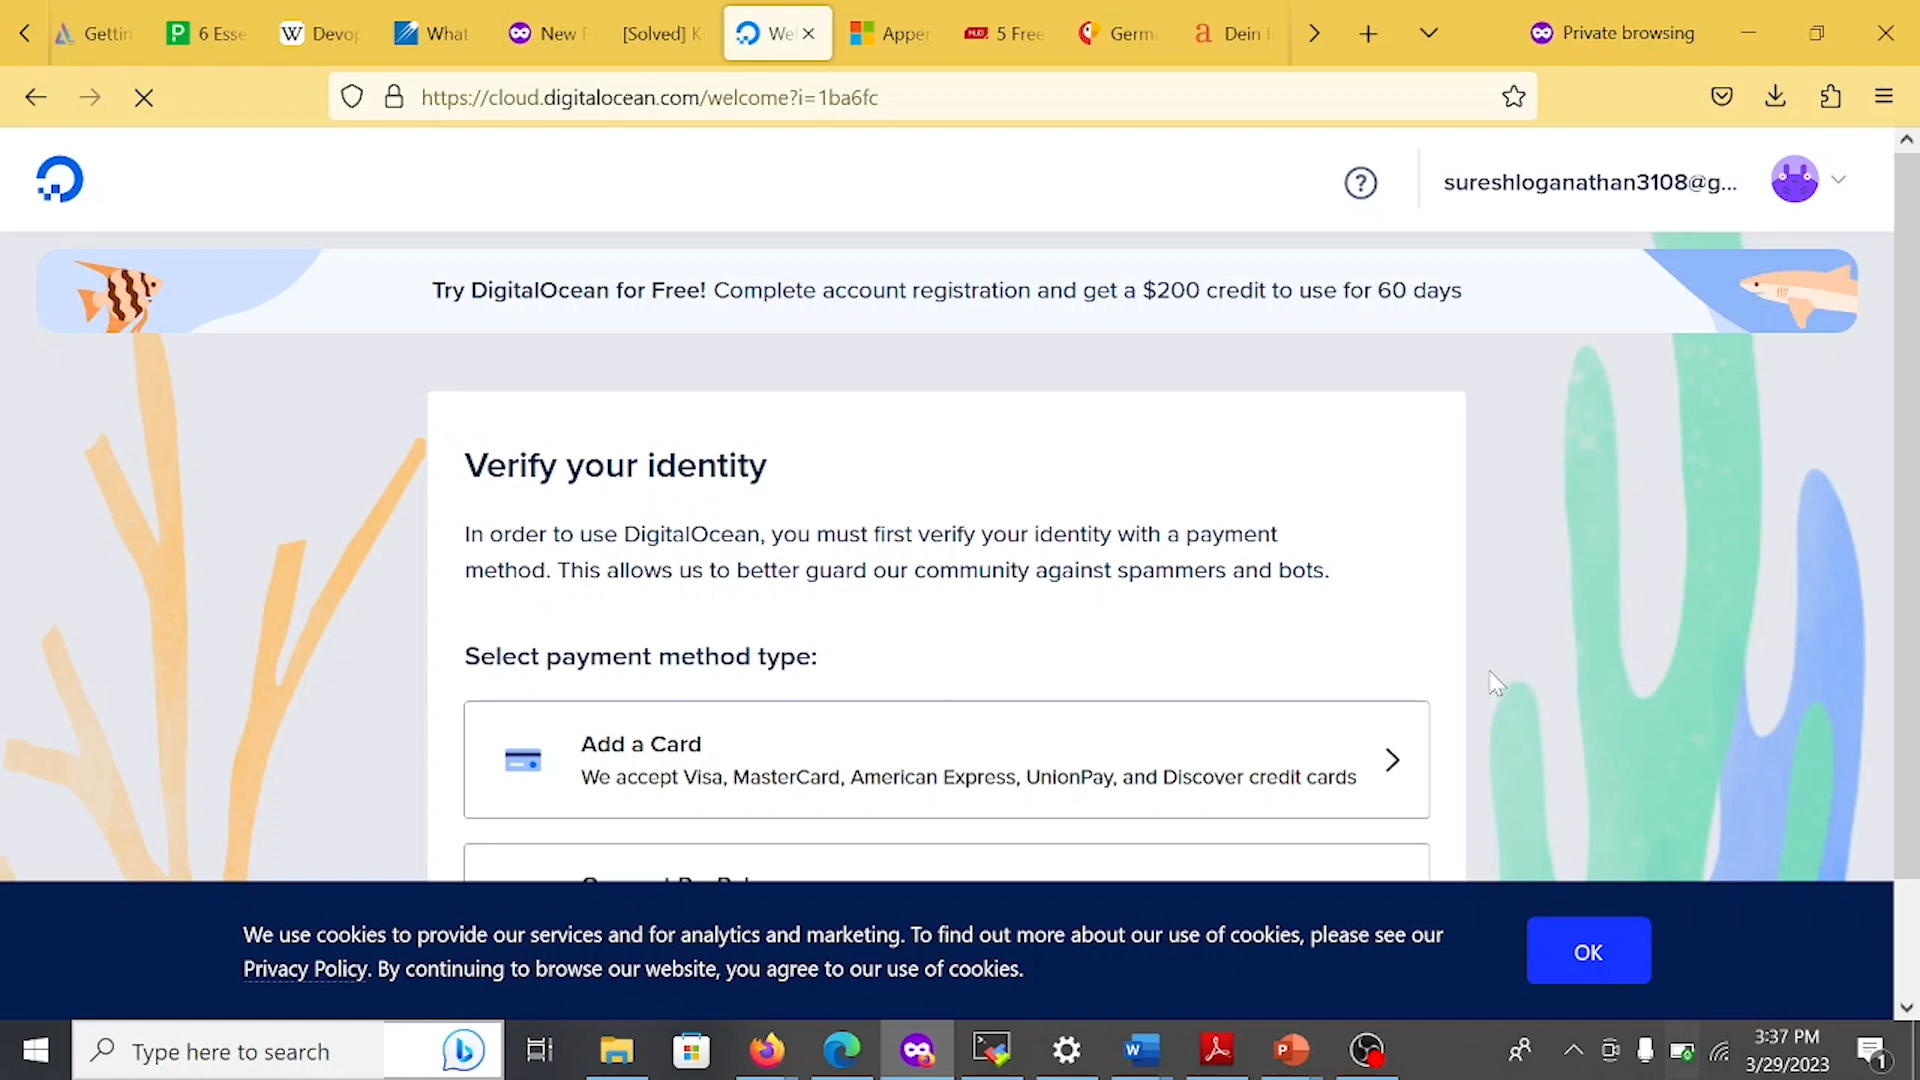 Gettin
6 Esse
Devop
What
New F
[Solved] K
We
Apper
5 Free
Germ
Dein I
Private browsing
https://cloud.digitalocean.com/welcome?i=1ba6fc
sureshloganathan3108@g...
Try DigitalOcean for Free! Complete account registration and get a $200 credit to use for 60 days
Verify your identity
In order to use DigitalOcean, you must first verify your identity with a payment
method. This allows us to better guard our community against spammers and bots.
Select payment method type:
Add a Card
We accept Visa, MasterCard, American Express, UnionPay, and Discover credit cards
We use cookies to provide our services and for analytics and marketing. To find out more about our use of cookies, please see our
Privacy Policy. By continuing to browse our website, you agree to our use of cookies.
OK
Type here to search
3:37 PM
3/29/2023
1